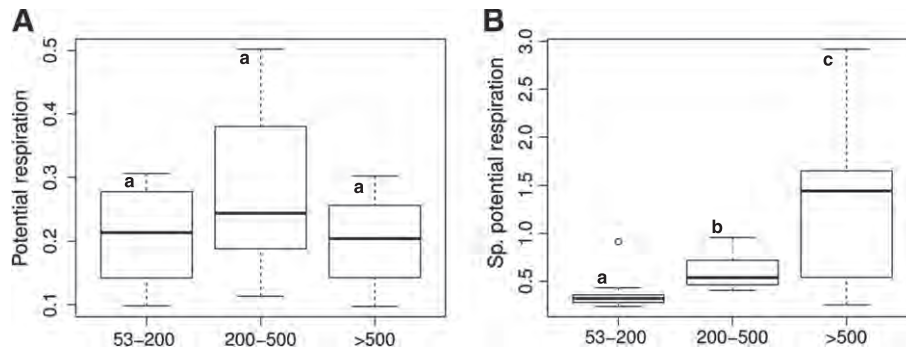 A
Potential respiration
0.5
0.4
0.3
0.2
0.1
a
a
a
53–200
200–500
>500
B
Sp. potential respiration
3.0
2.5
2.0
1.5
1.0
0.5
a
b
c
53–200
200–500
>500